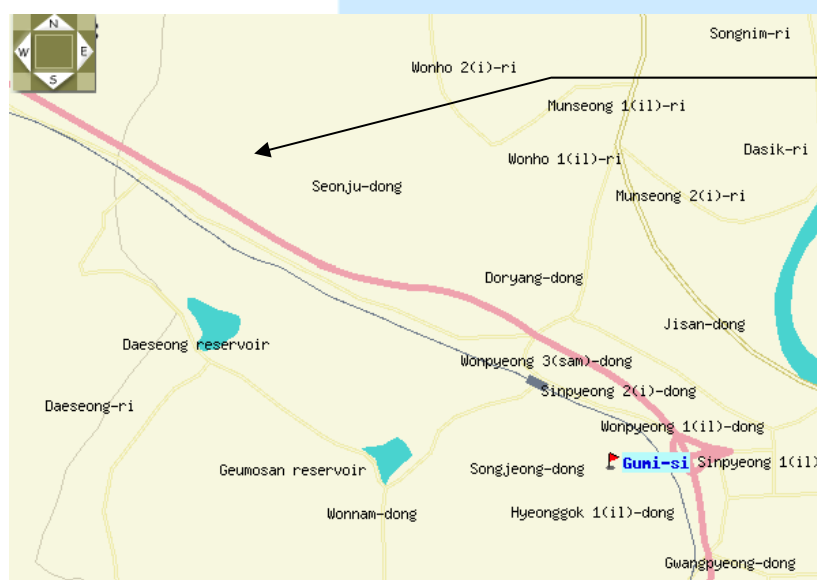 N
W E
S
Songnim-ri
Wonho 2(i)-ri
Munseong 1(il)-ri
Dasik-ri
Wonho 1(il)-ri
Seonju-dong
Munseong 2(i)-ri
Doryang-dong
Jisan-dong
Daeseong reservoir
Wonpyeong 3(sam)-dong
Sinpyeong 2(i)-dong
Daeseong-ri
Wonpyeong 1(il)-dong
Geumosan reservoir
Songjeong-dong
Gumi-si
Sinpyeong 1(il)
Wonnam-dong
Hyeonggok 1(il)-dong
Gwangpyeong-dong